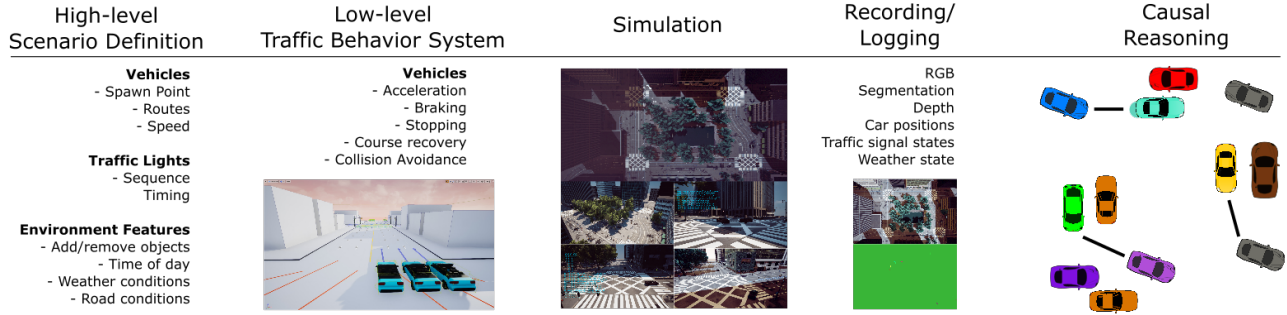 High-level
Scenario Definition
Vehicles
- Spawn Point
- Routes
- Speed
Traffic Lights
- Sequence
Timing
Environment Features
- Add/remove objects
- Time of day
- Weather conditions
- Road conditions
Low-level
Traffic Behavior System
Vehicles
- Acceleration
- Braking
- Stopping
- Course recovery
- Collision Avoidance
Simulation
Recording/
Logging
RGB
Segmentation
Depth
Car positions
Traffic signal states
Weather state
Causal
Reasoning